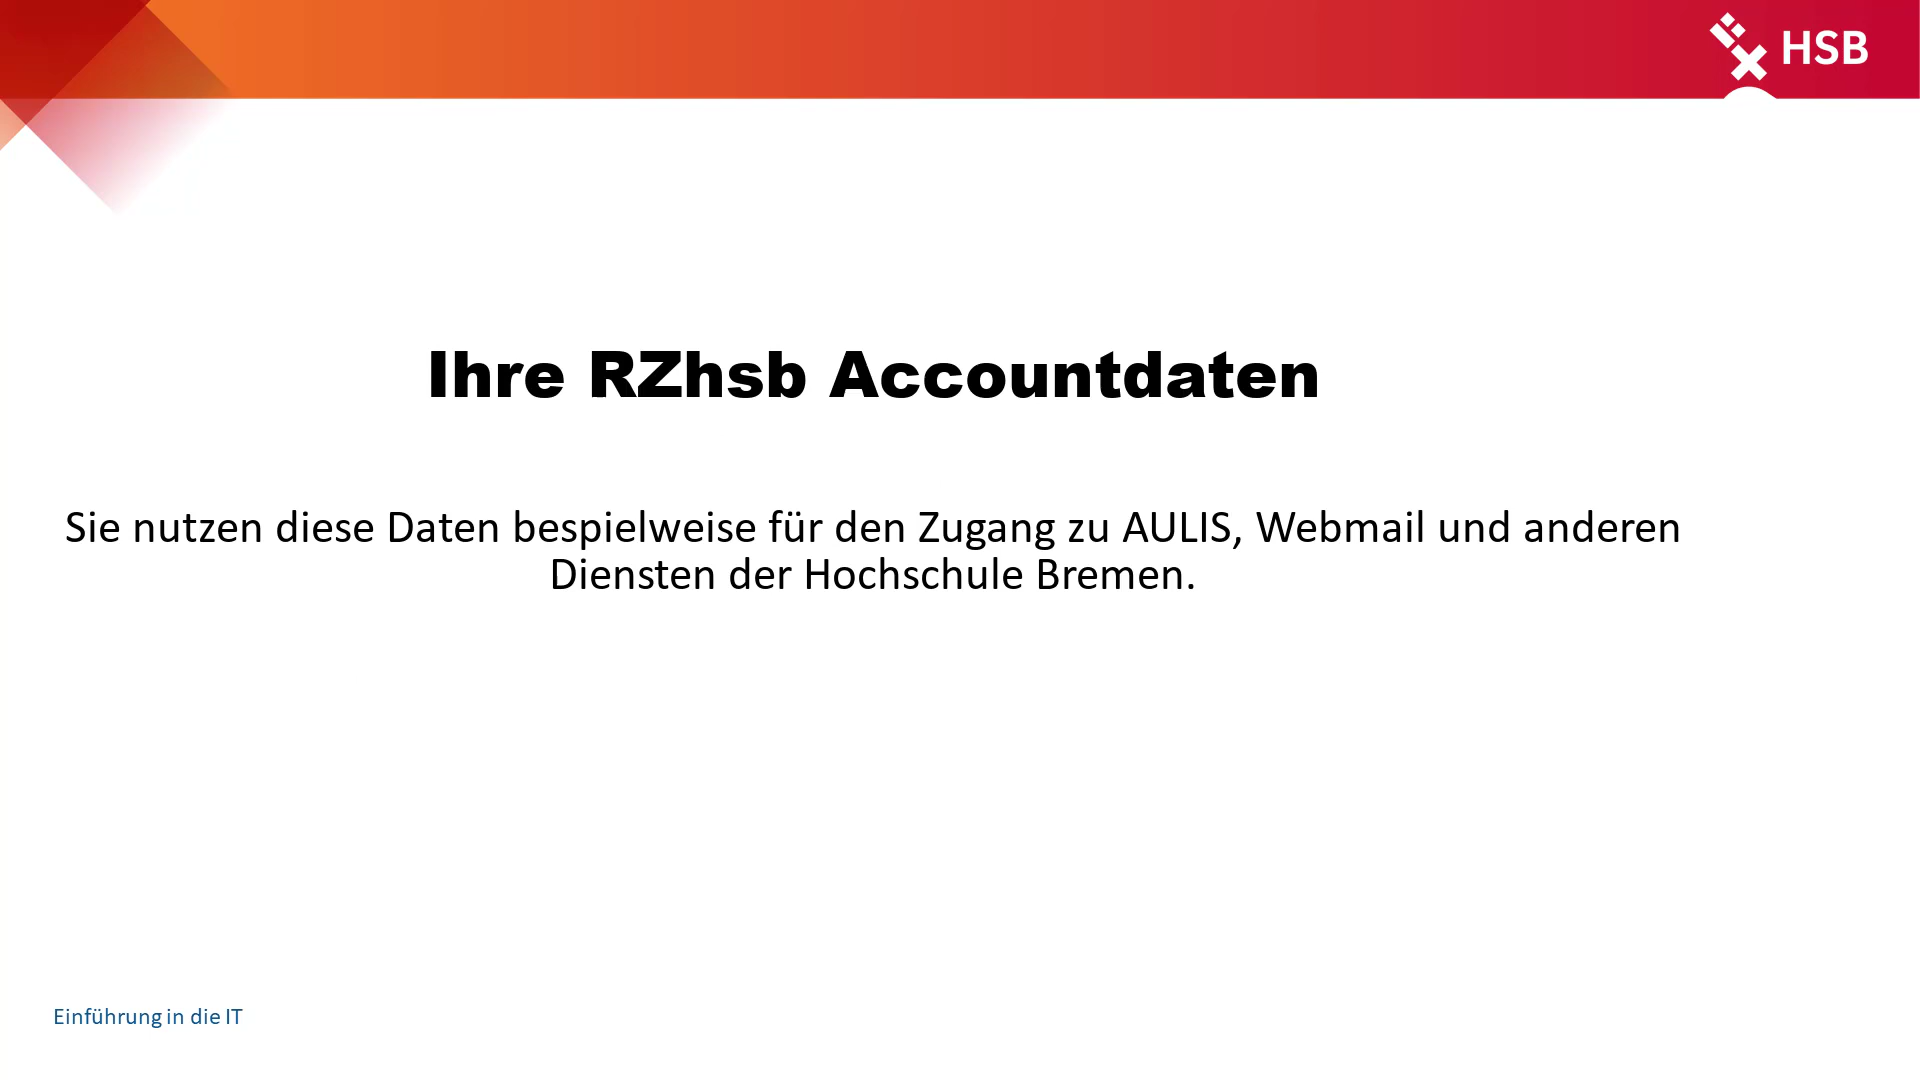 HSB
Ihre RZhsb Accountdaten
Sie nutzen diese Daten bespielweise für den Zugang zu AULIS, Webmail und anderen
Diensten der Hochschule Bremen.
Einführung in die IT